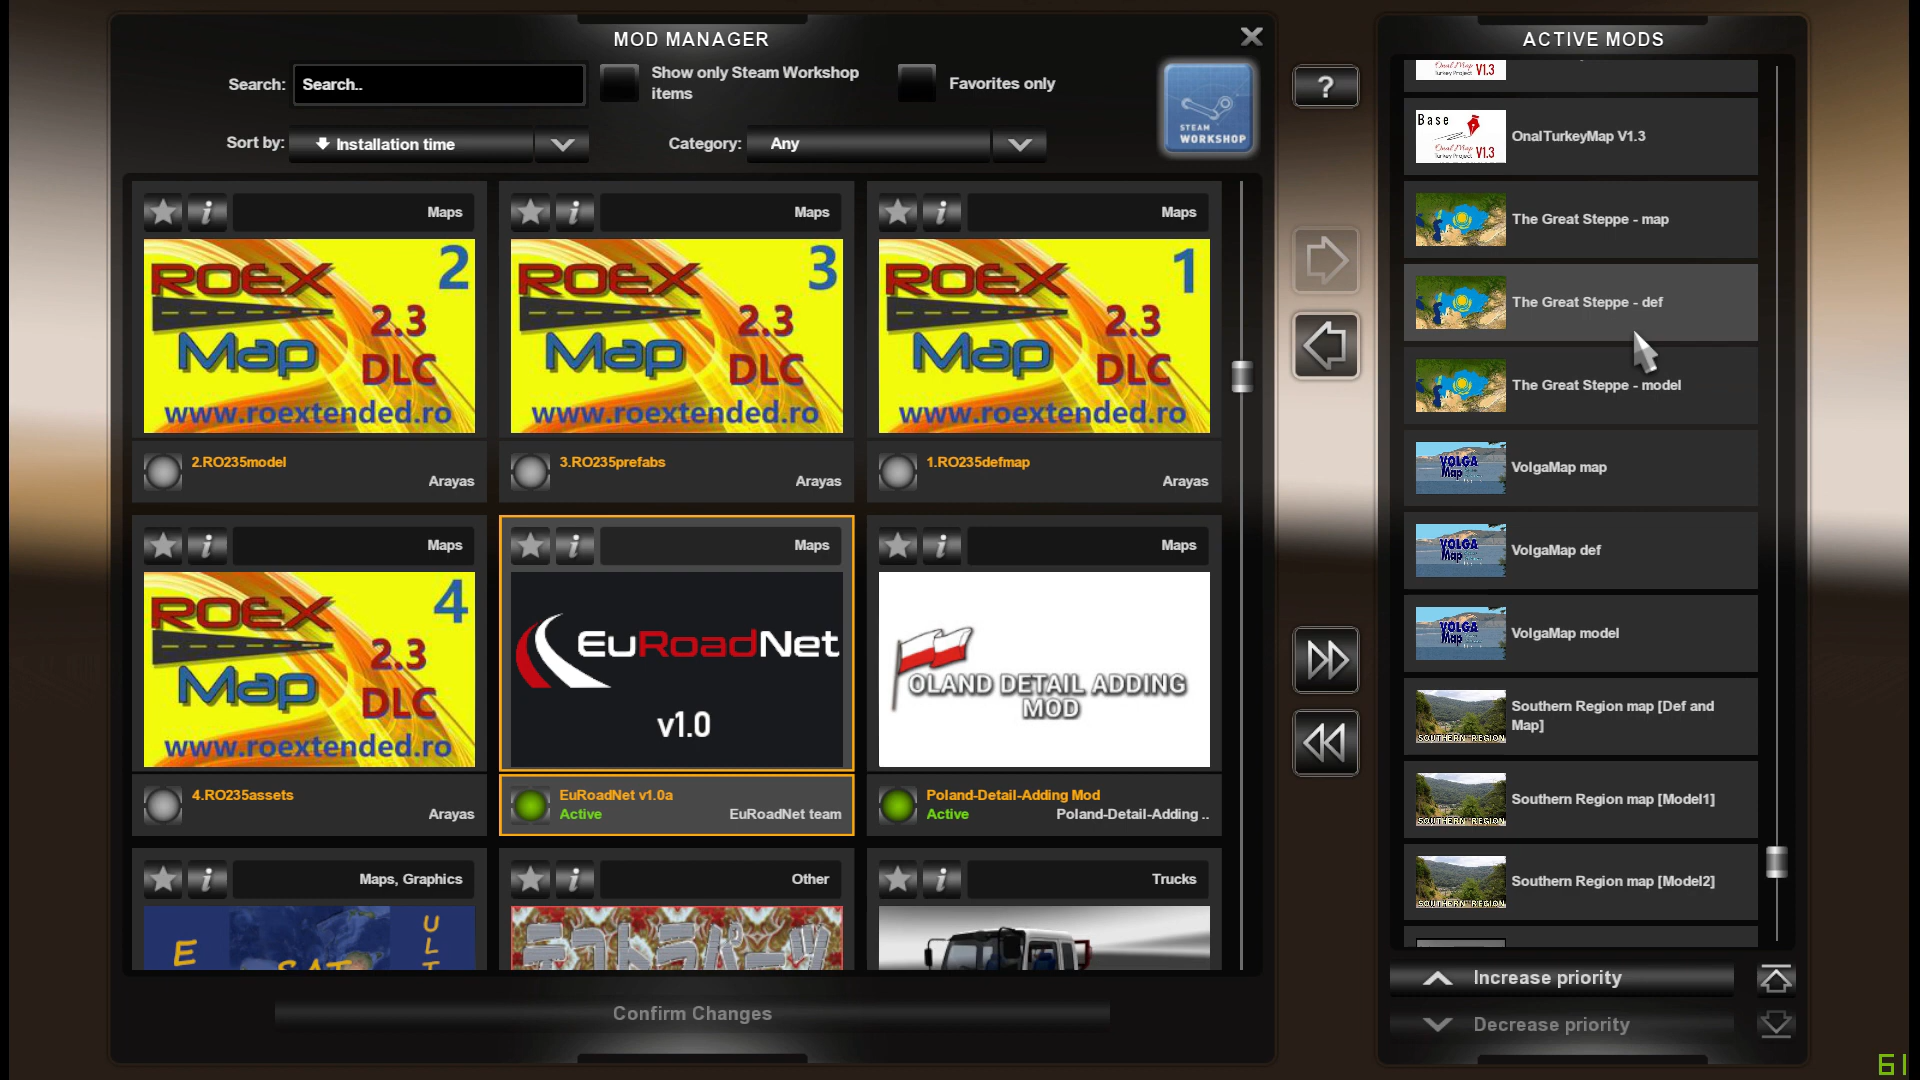 MOD MANAGER
Search:
Search..
Show only Steam Workshop
items
Favorites only
STEAM
WORKSHOP
Sort by:
Installation time
Category:
Any
Maps
Maps
Maps
ROEX
2
2.3
Map
DLC
www.roextended.ro
ROEX
3
2.3
Map
DLC
www.roextended.ro
ROEX
1
2.3
Map
DLC
www.roextended.ro
2.RO235model
Arayas
3.RO235prefabs
Arayas
1.RO235defmap
Arayas
Maps
Maps
Maps
ROEX
4
2.3
Map
DLC
www.roextended.ro
EuRoadNet
v1.0
OLAND DETAIL ADDING
MOD
4.RO235assets
Arayas
EuRoadNet v1.0a
Active
EuRoadNet team
Poland-Detail-Adding Mod
Active
Poland-Detail-Adding ..
Maps, Graphics
Other
Trucks
E
Confirm Changes
?
ACTIVE MODS
Turkey Project V1.3
Base
Onal Map
Turkey Project V1.3
OnalTurkeyMap V1.3
The Great Steppe - map
The Great Steppe - def
The Great Steppe - model
VOLGA
Map
VolgaMap map
VOLGA
Map
VolgaMap def
VOLGA
Map
VolgaMap model
SOUTHERN REGION
Southern Region map [Def and
Map]
SOUTHERN REGION
Southern Region map [Model1]
SOUTHERN REGION
Southern Region map [Model2]
Increase priority
Decrease priority
61